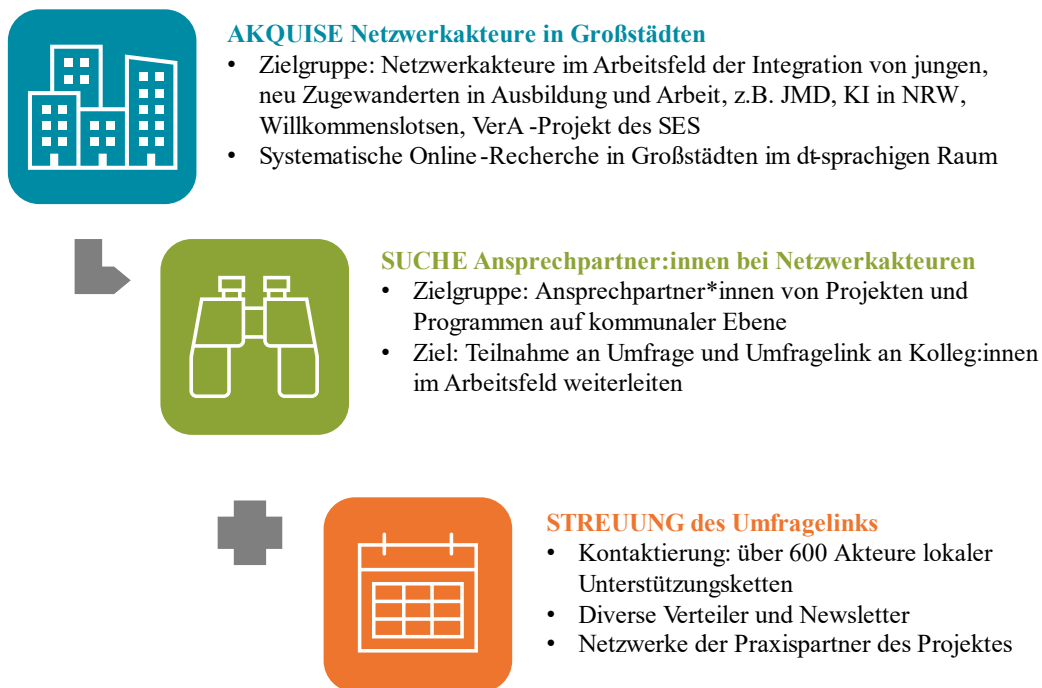 AKQUISE Netzwerkakteure in Großstädten
• Zielgruppe: Netzwerkakteure im Arbeitsfeld der Integration von jungen,
neu Zugewanderten in Ausbildung und Arbeit, z.B. JMD, KI in NRW,
Willkommenslotsen, VerA -Projekt des SES
• Systematische Online-Recherche in Großstädten im dt-sprachigen Raum
SUCHE Ansprechpartner:innen bei Netzwerkakteuren
• Zielgruppe: Ansprechpartner*innen von Projekten und
Programmen auf kommunaler Ebene
• Ziel: Teilnahme an Umfrage und Umfragelink an Kolleg:innen
im Arbeitsfeld weiterleiten
STREUUNG des Umfragelinks
• Kontaktierung: über 600 Akteure lokaler
Unterstützungsketten
• Diverse Verteiler und Newsletter
• Netzwerke der Praxispartner des Projektes